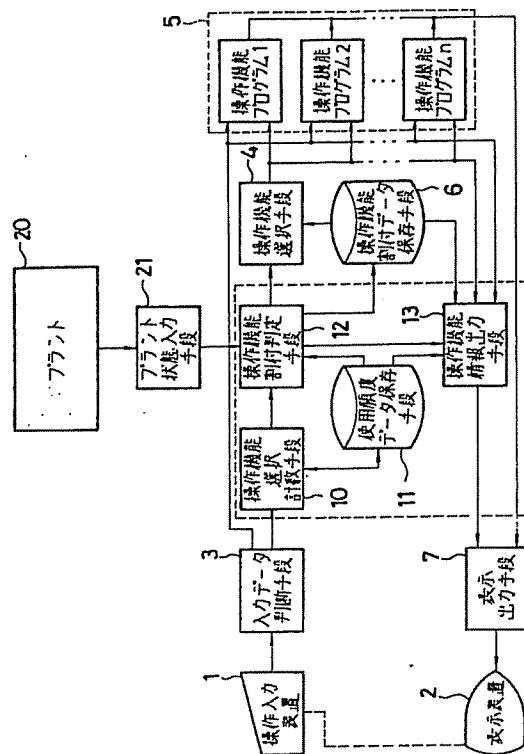 20
プラント
21
プラント
状態入力
手段
5
操作機能
プログラム1
操作機能
プログラム2
操作機能
プログラムn
4
操作機能
選択手段
6
操作機能
割付データ
保存手段
12
操作機能
割付判定
手段
13
操作機能
情報出力
手段
10
操作機能
選択
計数手段
11
使用頻度
データ保存
手段
3
入力データ
判断手段
1
操作入力
装置
7
表示
出力手段
2
表示装置